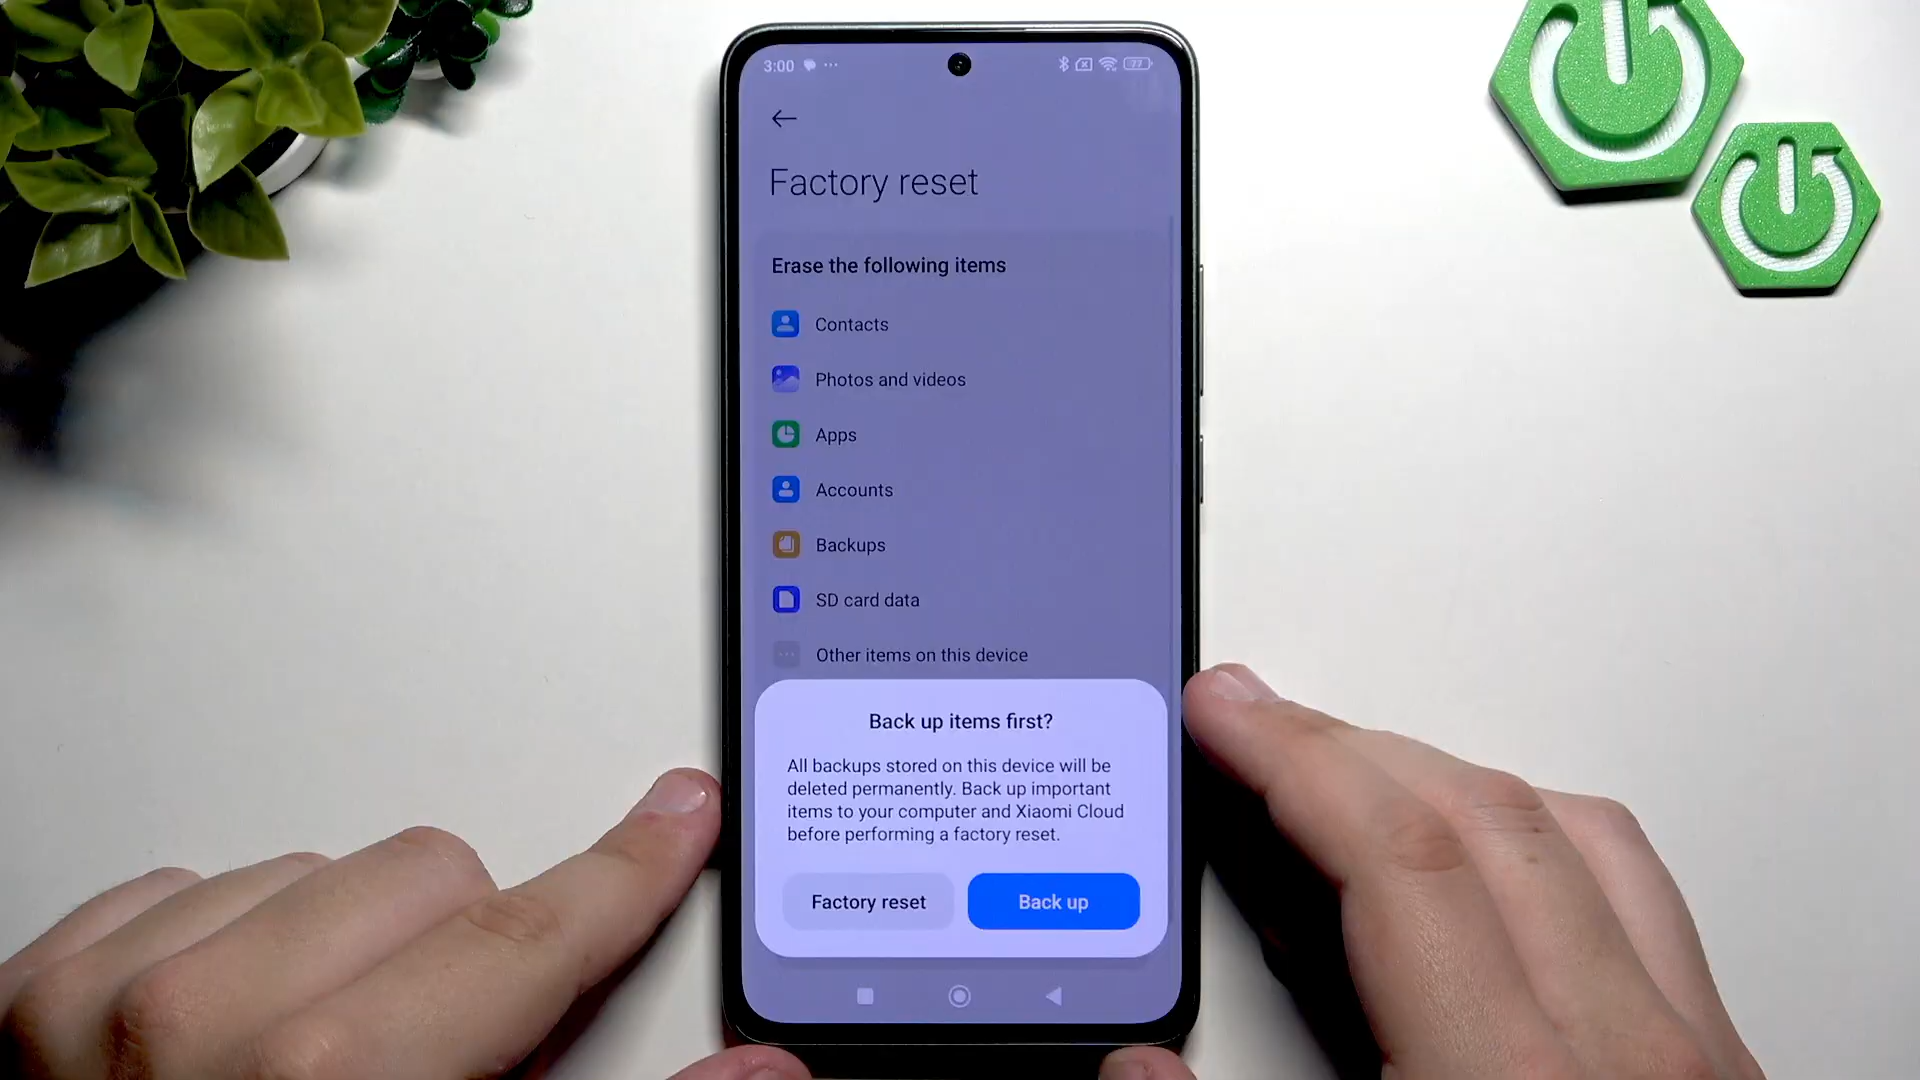 3:00
77
Factory reset
Erase the following items
Contacts
Photos and videos
Apps
Accounts
Backups
SD card data
Other items on this device
Back up items first?
All backups stored on this device will be
deleted permanently. Back up important
items to your computer and Xiaomi Cloud
before performing a factory reset.
Factory reset
Back up